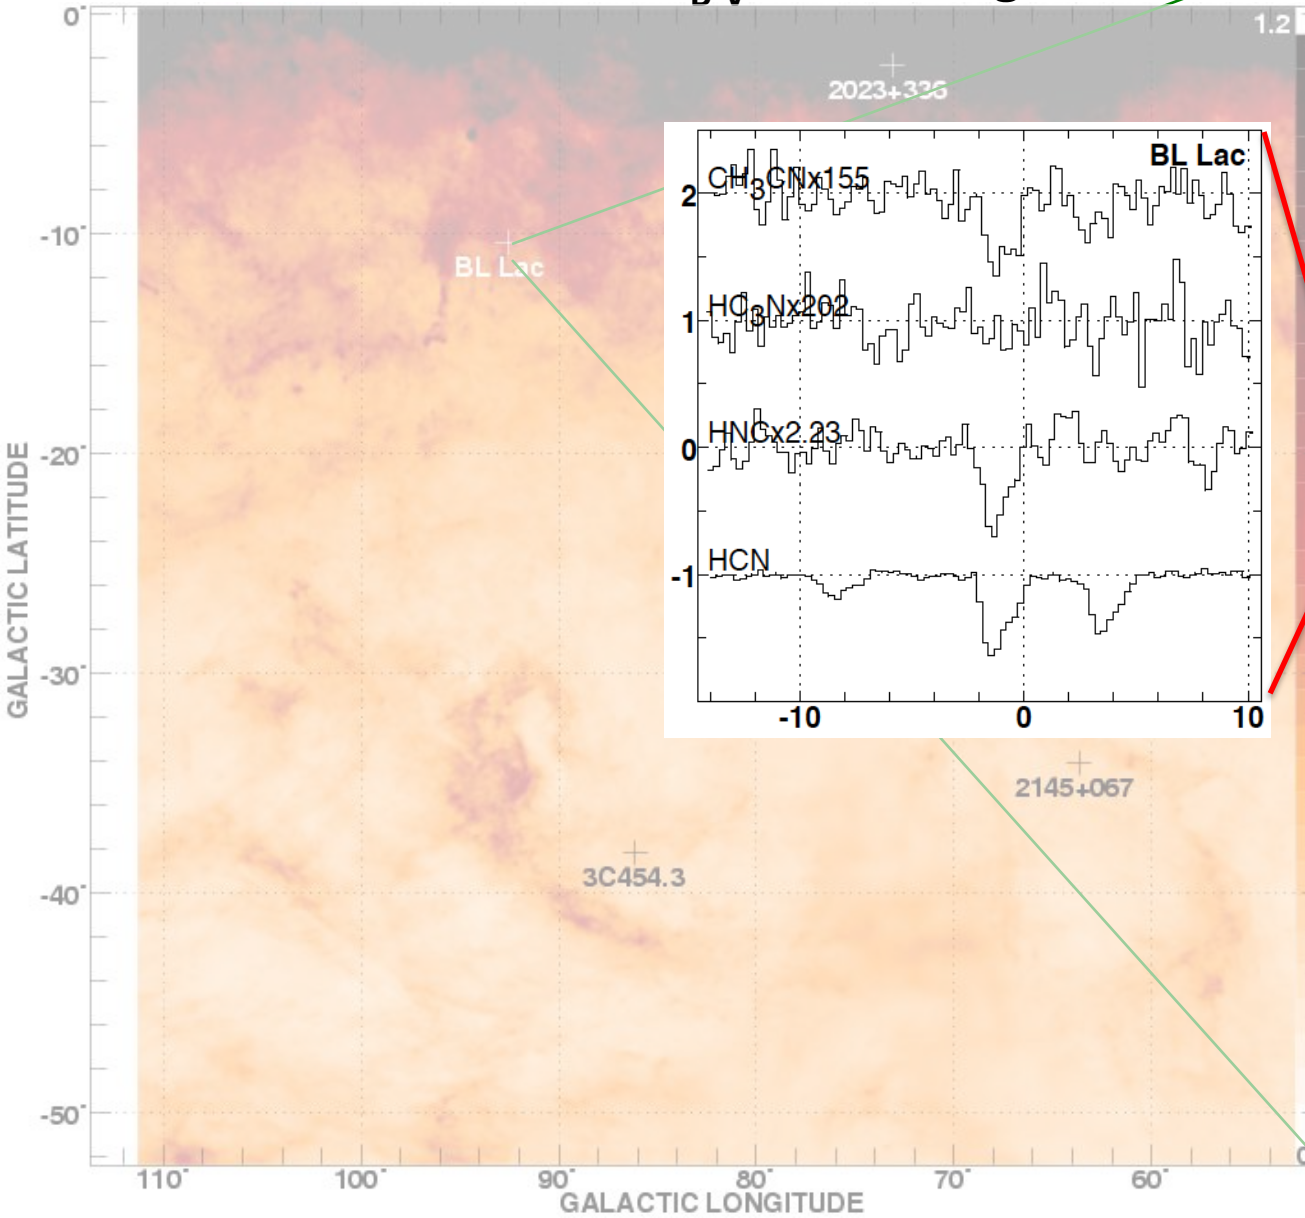 B-V
0°
1.2
2023+336
BL Lac
CH3CNx155
2
-10°
BL Lac
HC3Nx202
1
HNCx2.23
0
-20°
HCN
-1
-30°
-10
0
10
2145+067
3C454.3
-40°
-50°
110°
100°
90°
80°
70°
60°
GALACTIC LONGITUDE
GALACTIC LATITUDE